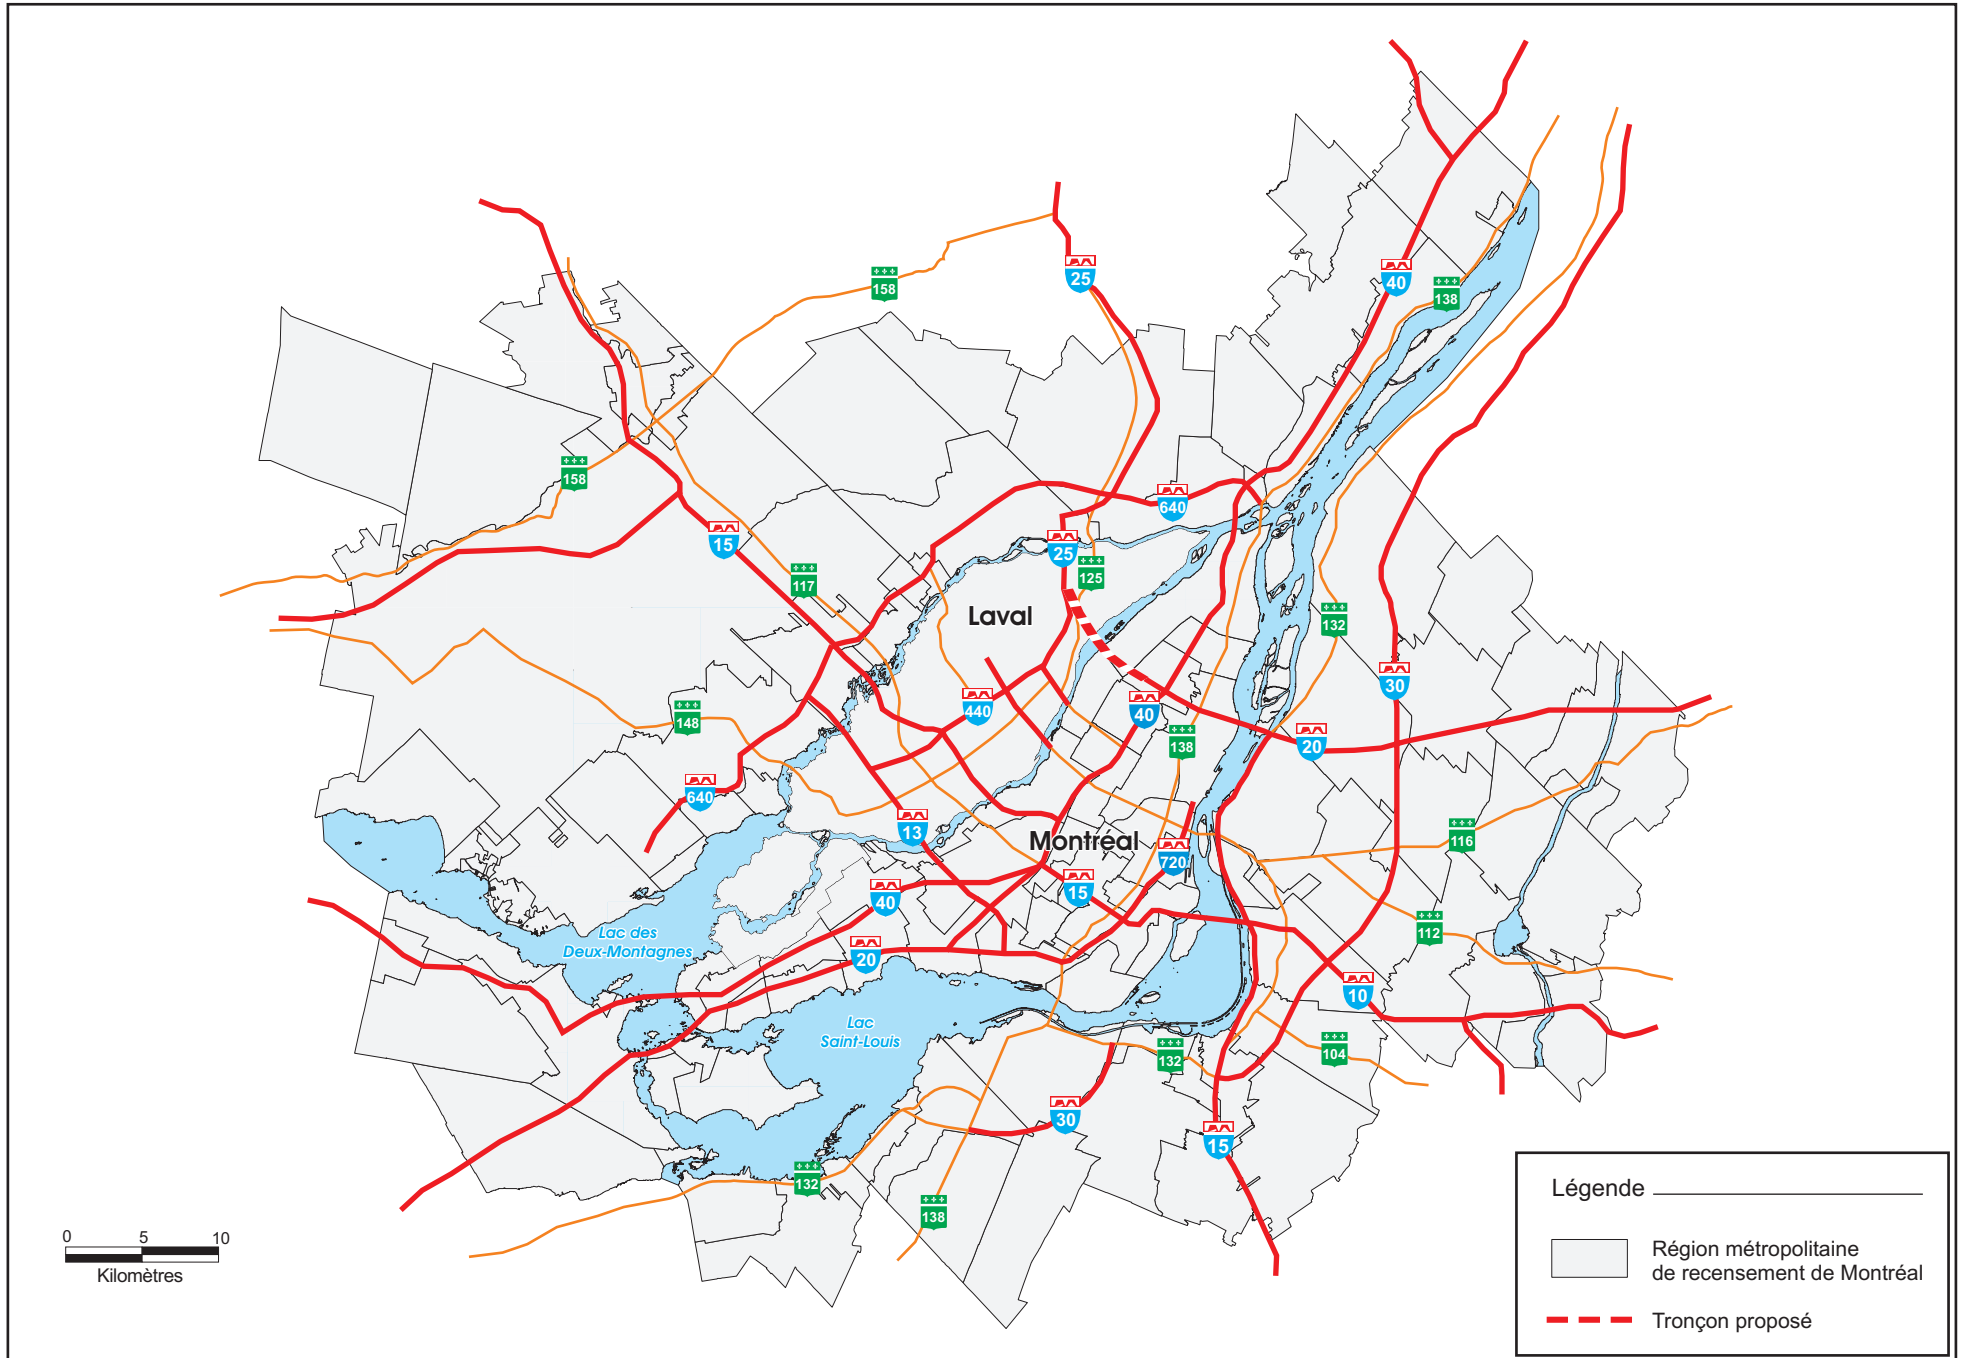 25
40
138
158
158
640
15
25
125
117
Laval
132
30
440
40
148
138
20
640
13
Montréal
116
720
15
40
112
Lac des
Deux-Montagnes
20
10
Lac
Saint-Louis
132
104
30
15
132
138
0 5 10
Kilomètres
Légende
Région métropolitaine
de recensement de Montréal
Tronçon proposé